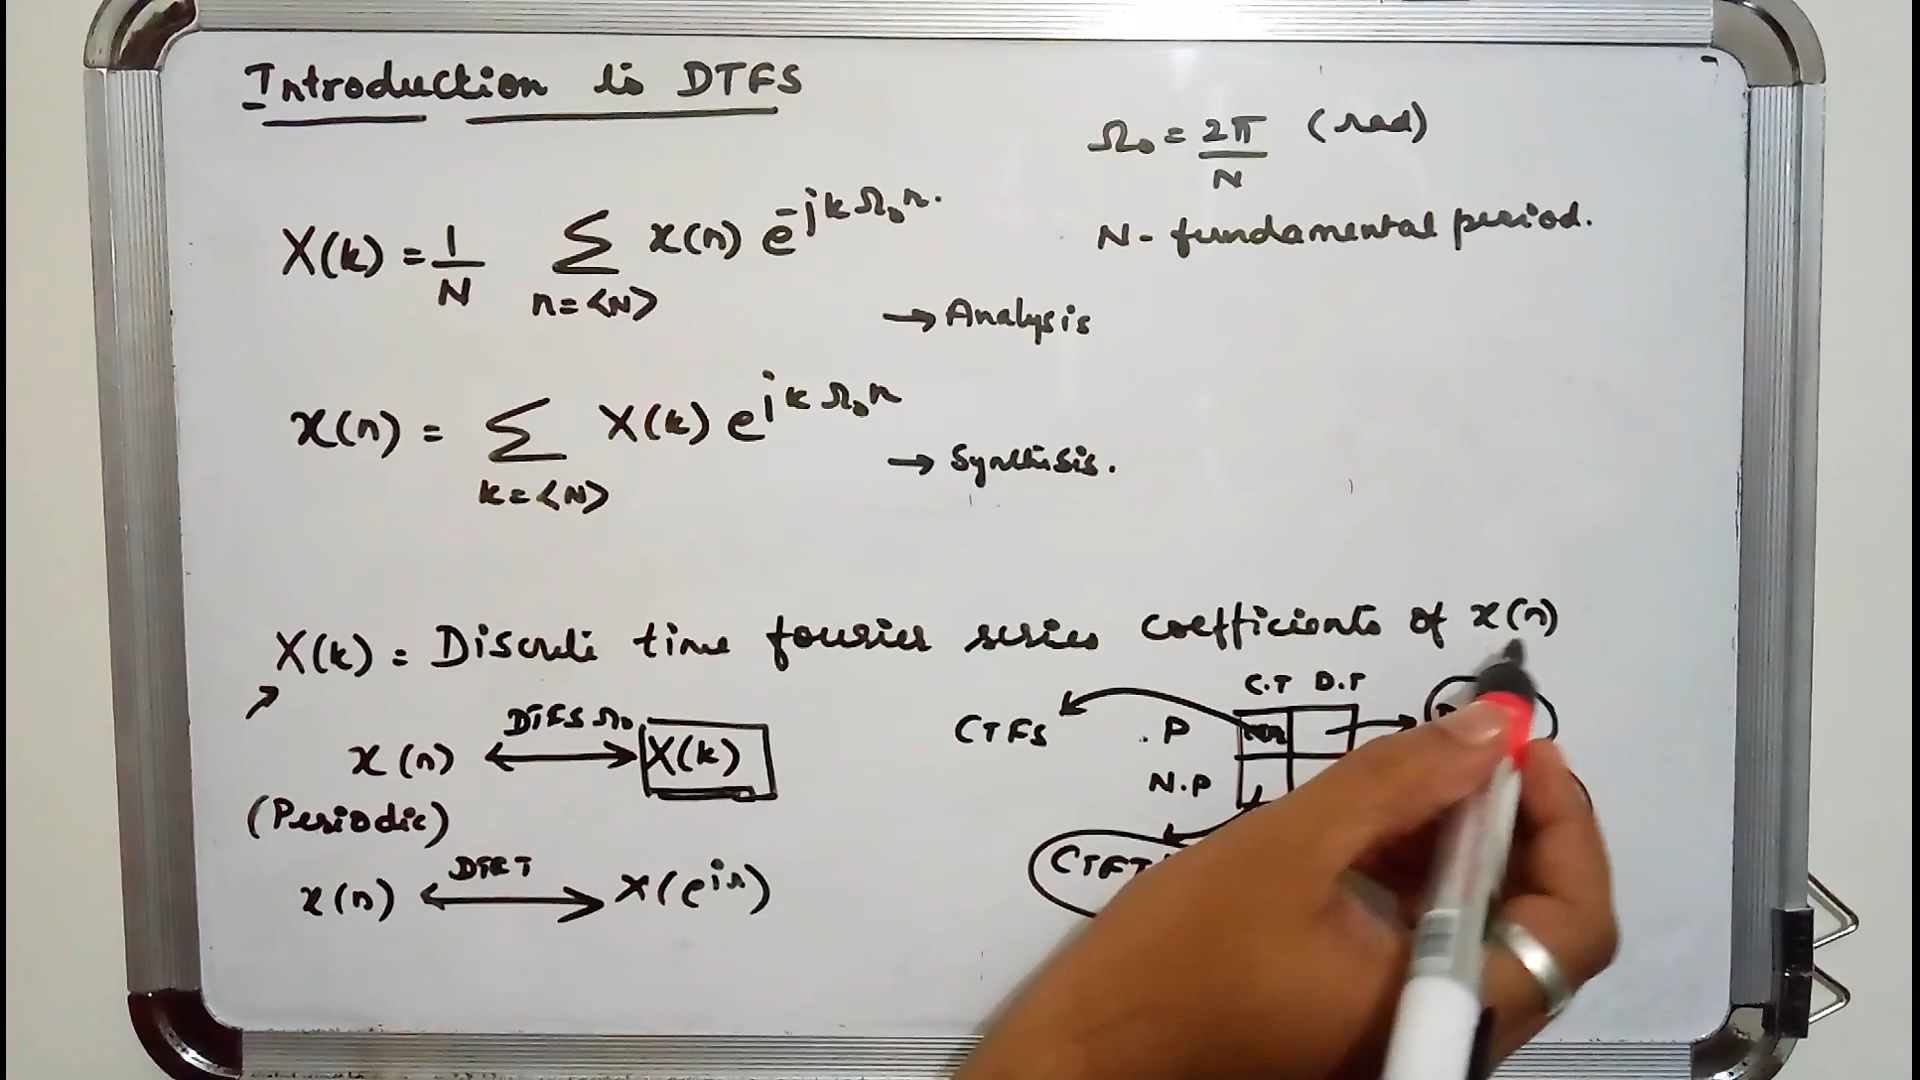 Introduction to DTFS
Ω₀ = 2π/N (rad)
N - fundamental period.
X(k) = 1/N Σ x(n) e^-jkΩ₀n.
n=<N>
→ Analysis
x(n) = Σ X(k) e^jkΩ₀n
k=<N>
→ Synthesis.
X(k) = Discrete time fourier series coefficients of x(n)
C.T D.T
CTFS P
N.P
x(n) ⟷ X(k)
DTFS Ω₀
(Periodic)
CTFT
x(n) ⟷ X(e^jΩ)